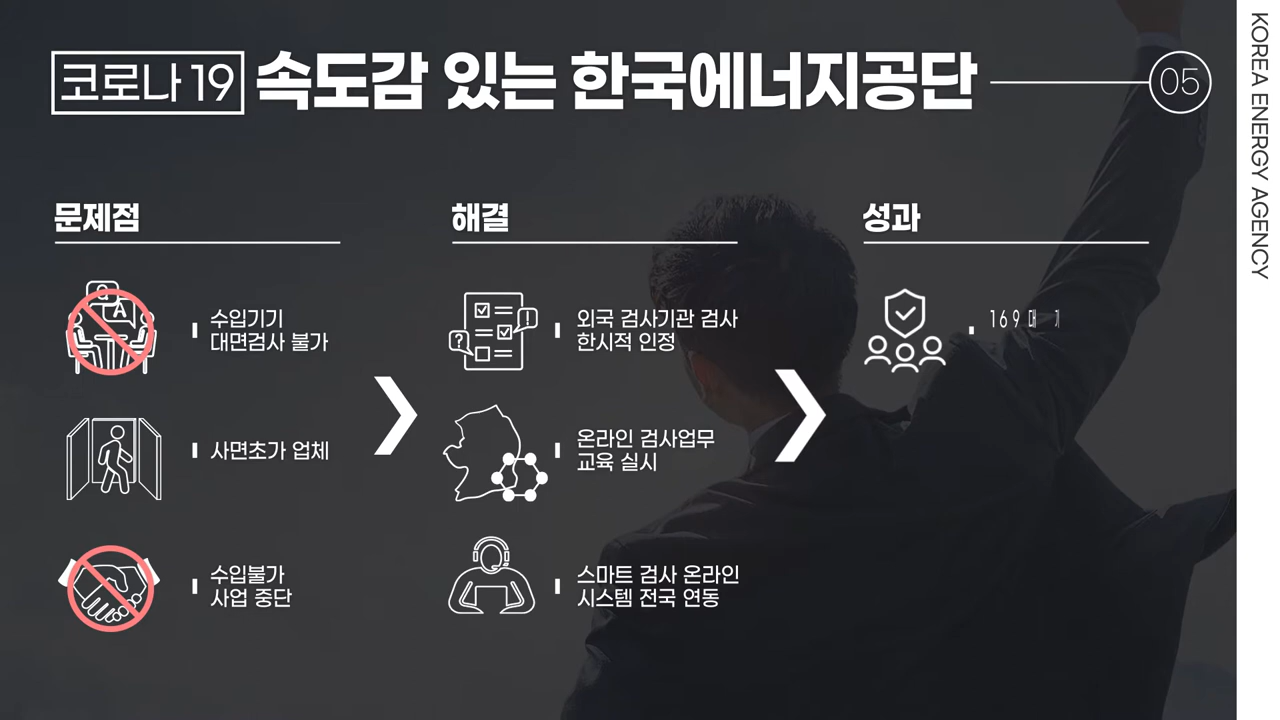 코로나 19 속도감 있는 한국에너지공단
05
KOREA ENERGY AGENCY
문제점
수입기기
대면검사 불가
사면초가 업체
수입불가
사업 중단
해결
외국 검사기관 검사
한시적 인정
온라인 검사업무
교육 실시
스마트 검사 온라인
시스템 전국 연동
성과
169대
Q
A